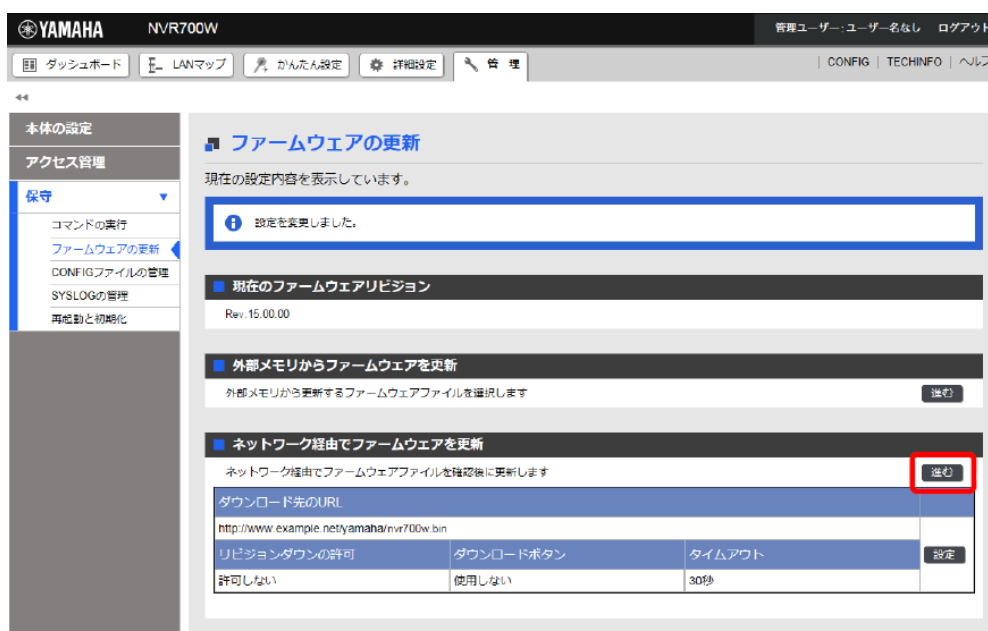 YAMAHA NVR700W 管理ユーザー:ユーザー名なし ログアウト
ダッシュボード LANマップ かんたん設定 詳細設定 管理 | CONFIG | TECHINFO | ヘルプ
本体の設定
アクセス管理
保守
コマンドの実行
ファームウェアの更新
CONFIGファイルの管理
SYSLOGの管理
再起動と初期化
ファームウェアの更新
現在の設定内容を表示しています。
設定を変更しました。
現在のファームウェアリビジョン
Rev.15.00.00
外部メモリからファームウェアを更新
外部メモリから更新するファームウェアファイルを選択します 進む
ネットワーク経由でファームウェアを更新
ネットワーク経由でファームウェアファイルを確認後に更新します 進む
ダウンロード先のURL
http://www.example.net/yamaha/nvr700w.bin
リビジョンダウンの許可 ダウンロードボタン タイムアウト 設定
許可しない 使用しない 30秒